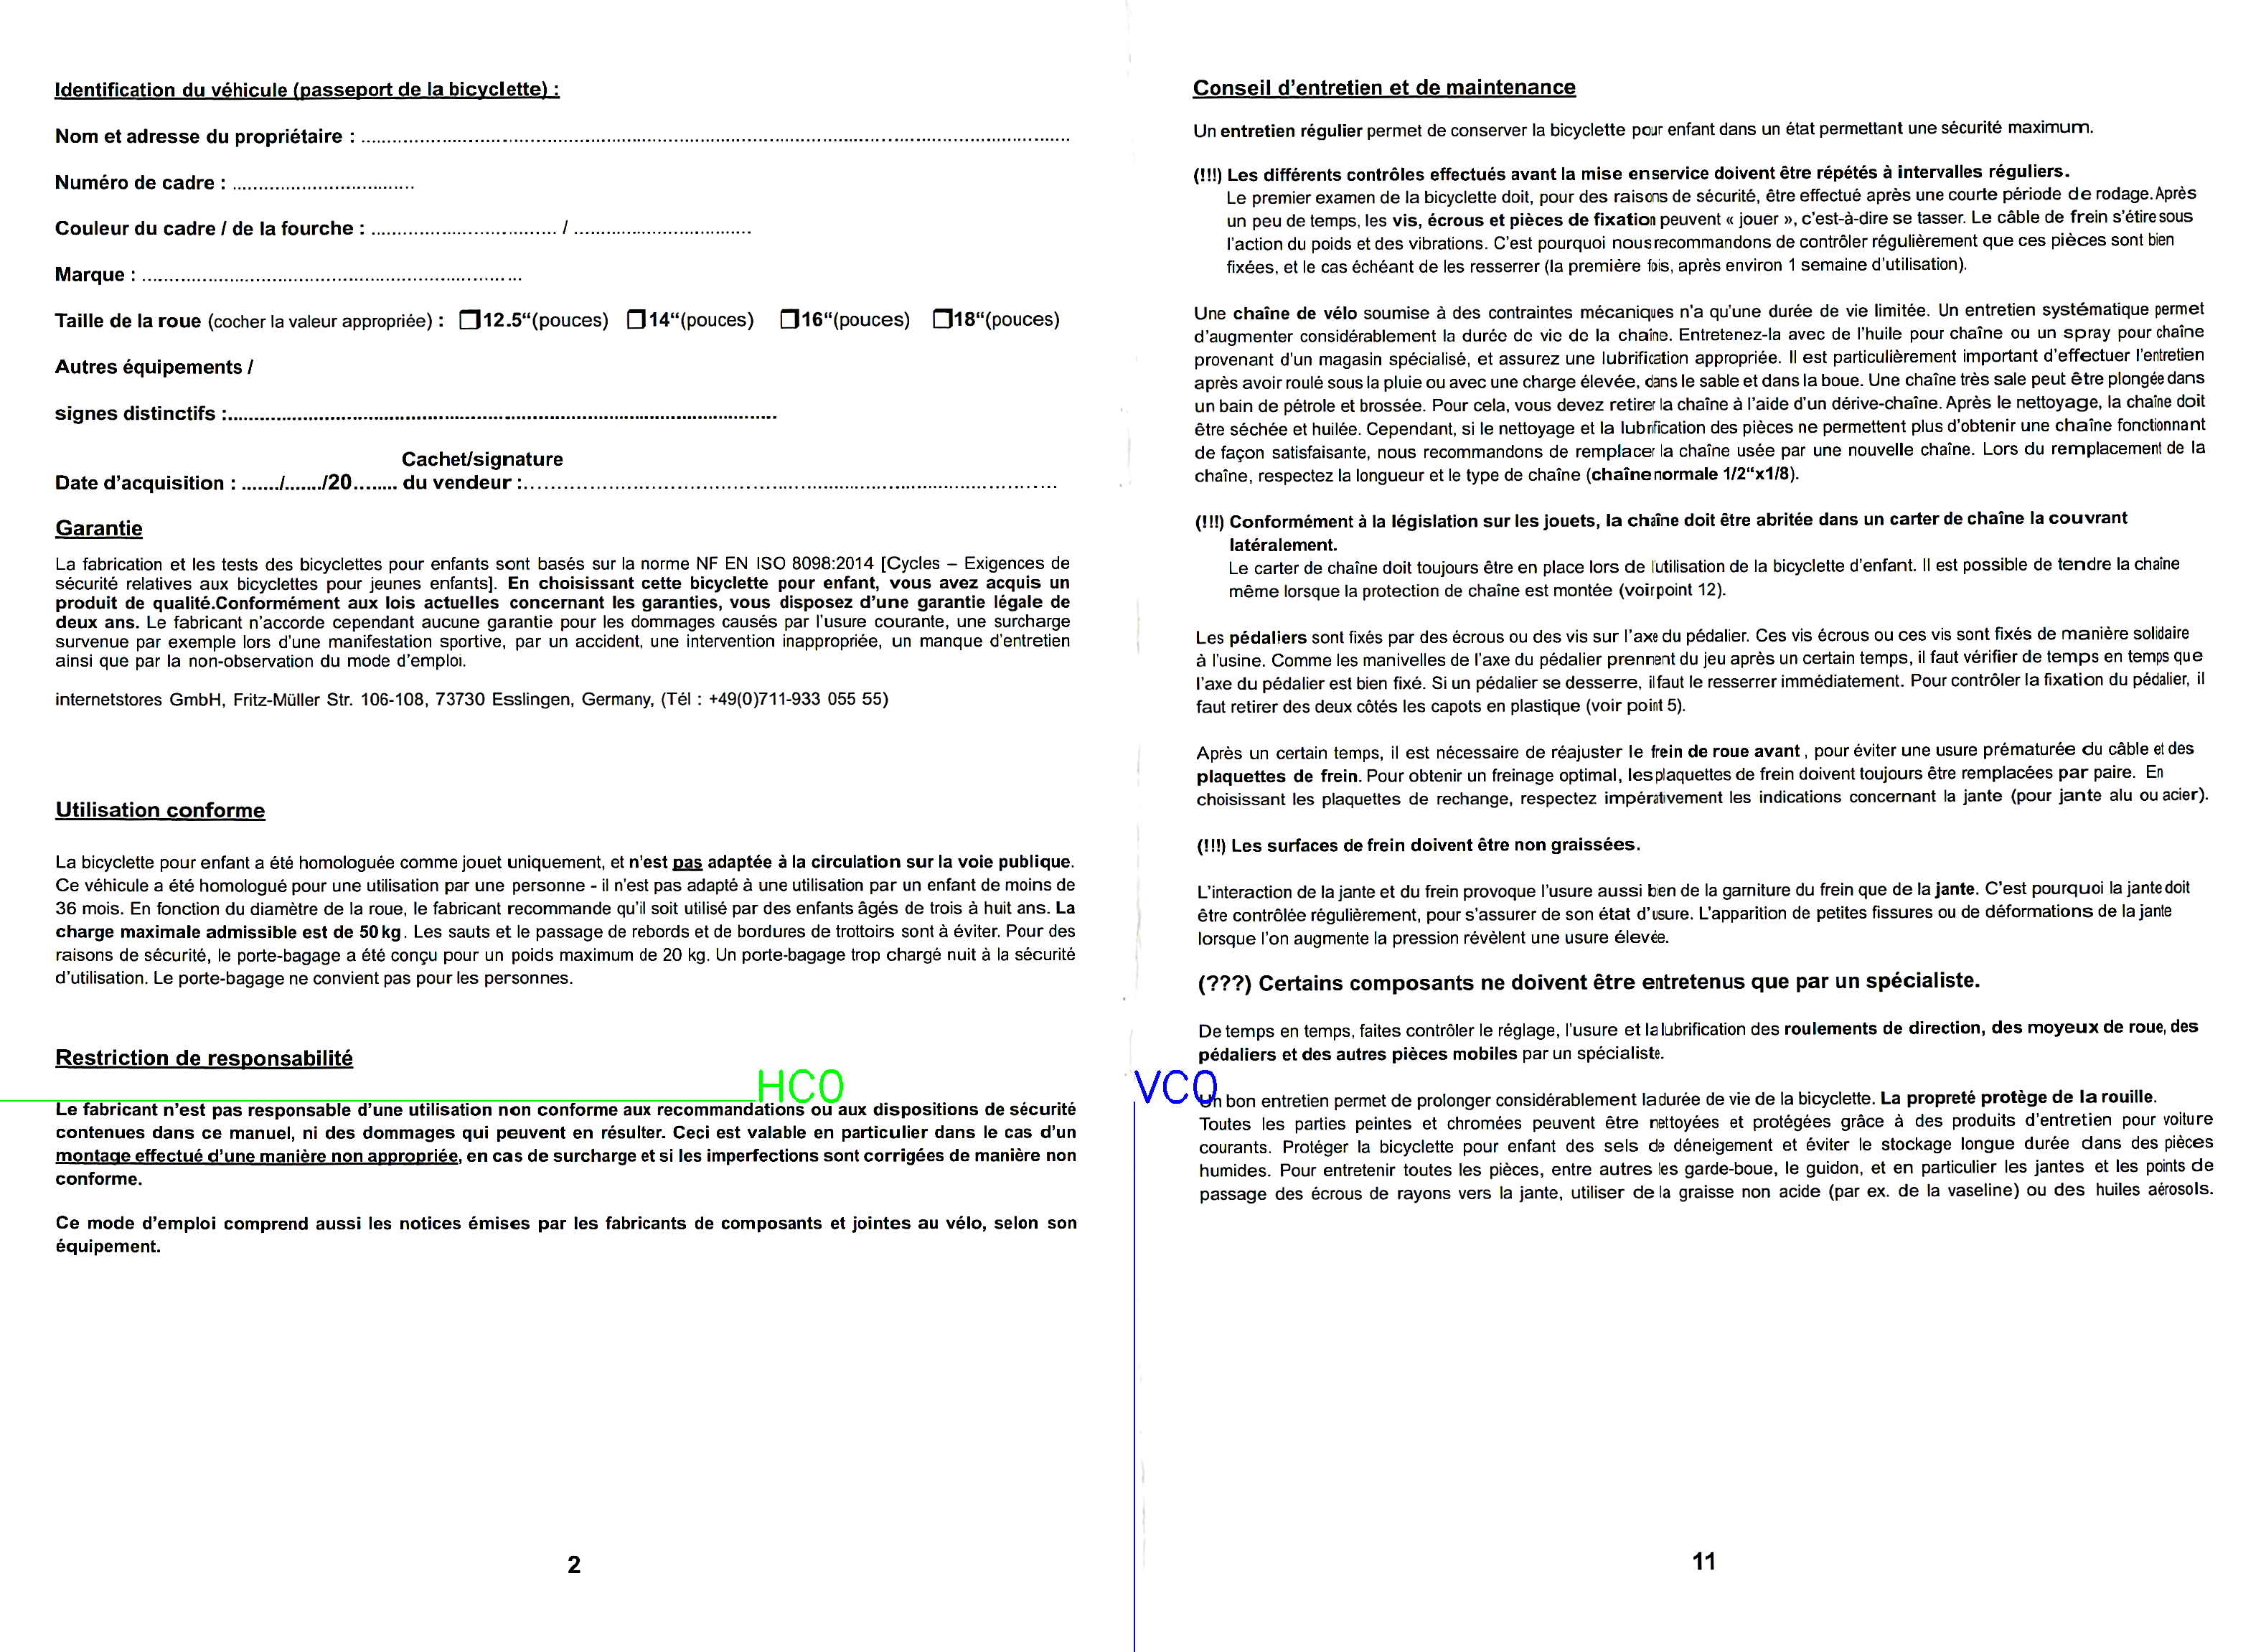 Identification du véhicule (passeport de la bicyclette) :
Nom et adresse du propriétaire : ................................................................
Numéro de cadre : ..................................
Couleur du cadre / de la fourche : .................................. / ..................................
Marque : ......................................................................
Taille de la roue (cocher la valeur appropriée) : ❒12.5“(pouces) ❒14“(pouces) ❒16“(pouces) ❒18“(pouces)
Autres équipements /
signes distinctifs :................................................................
Cachet/signature
Date d’acquisition : ......./......./20........ du vendeur :................................................................
Garantie
La fabrication et les tests des bicyclettes pour enfants sont basés sur la norme NF EN ISO 8098:2014 [Cycles – Exigences de
sécurité relatives aux bicyclettes pour jeunes enfants]. En choisissant cette bicyclette pour enfant, vous avez acquis un
produit de qualité.Conformément aux lois actuelles concernant les garanties, vous disposez d’une garantie légale de
deux ans. Le fabricant n’accorde cependant aucune garantie pour les dommages causés par l’usure courante, une surcharge
survenue par exemple lors d’une manifestation sportive, par un accident, une intervention inappropriée, un manque d’entretien
ainsi que par la non-observation du mode d’emploi.
internetstores GmbH, Fritz-Müller Str. 106-108, 73730 Esslingen, Germany, (Tél : +49(0)711-933 055 55)
Utilisation conforme
La bicyclette pour enfant a été homologuée comme jouet uniquement, et n’est pas adaptée à la circulation sur la voie publique.
Ce véhicule a été homologué pour une utilisation par une personne - il n’est pas adapté à une utilisation par un enfant de moins de
36 mois. En fonction du diamètre de la roue, le fabricant recommande qu’il soit utilisé par des enfants âgés de trois à huit ans. La
charge maximale admissible est de 50 kg. Les sauts et le passage de rebords et de bordures de trottoirs sont à éviter. Pour des
raisons de sécurité, le porte-bagage a été conçu pour un poids maximum de 20 kg. Un porte-bagage trop chargé nuit à la sécurité
d’utilisation. Le porte-bagage ne convient pas pour les personnes.
Restriction de responsabilité
HC0
Le fabricant n’est pas responsable d’une utilisation non conforme aux recommandations ou aux dispositions de sécurité
contenues dans ce manuel, ni des dommages qui peuvent en résulter. Ceci est valable en particulier dans le cas d’un
montage effectué d’une manière non appropriée, en cas de surcharge et si les imperfections sont corrigées de manière non
conforme.
Ce mode d’emploi comprend aussi les notices émises par les fabricants de composants et jointes au vélo, selon son
équipement.
2
Conseil d’entretien et de maintenance
Un entretien régulier permet de conserver la bicyclette pour enfant dans un état permettant une sécurité maximum.
(!!!) Les différents contrôles effectués avant la mise en service doivent être répétés à intervalles réguliers.
Le premier examen de la bicyclette doit, pour des raisons de sécurité, être effectué après une courte période de rodage. Après
un peu de temps, les vis, écrous et pièces de fixation peuvent « jouer », c’est-à-dire se tasser. Le câble de frein s’étire sous
l’action du poids et des vibrations. C’est pourquoi nous recommandons de contrôler régulièrement que ces pièces sont bien
fixées, et le cas échéant de les resserrer (la première fois, après environ 1 semaine d’utilisation).
Une chaîne de vélo soumise à des contraintes mécaniques n’a qu’une durée de vie limitée. Un entretien systématique permet
d’augmenter considérablement la durée de vie de la chaîne. Entretenez-la avec de l’huile pour chaîne ou un spray pour chaîne
provenant d’un magasin spécialisé, et assurez une lubrification appropriée. Il est particulièrement important d’effectuer l’entretien
après avoir roulé sous la pluie ou avec une charge élevée, dans le sable et dans la boue. Une chaîne très sale peut être plongée dans
un bain de pétrole et brossée. Pour cela, vous devez retirer la chaîne à l’aide d’un dérive-chaîne. Après le nettoyage, la chaîne doit
être séchée et huilée. Cependant, si le nettoyage et la lubrification des pièces ne permettent plus d’obtenir une chaîne fonctionnant
de façon satisfaisante, nous recommandons de remplacer la chaîne usée par une nouvelle chaîne. Lors du remplacement de la
chaîne, respectez la longueur et le type de chaîne (chaîne normale 1/2“x1/8).
(!!!) Conformément à la législation sur les jouets, la chaîne doit être abritée dans un carter de chaîne la couvrant
latéralement.
Le carter de chaîne doit toujours être en place lors de l’utilisation de la bicyclette d’enfant. Il est possible de tendre la chaîne
même lorsque la protection de chaîne est montée (voir point 12).
Les pédaliers sont fixés par des écrous ou des vis sur l’axe du pédalier. Ces vis écrous ou ces vis sont fixés de manière solidaire
à l’usine. Comme les manivelles de l’axe du pédalier prennent du jeu après un certain temps, il faut vérifier de temps en temps que
l’axe du pédalier est bien fixé. Si un pédalier se desserre, il faut le resserrer immédiatement. Pour contrôler la fixation du pédalier, il
faut retirer des deux côtés les capots en plastique (voir point 5).
Après un certain temps, il est nécessaire de réajuster le frein de roue avant, pour éviter une usure prématurée du câble et des
plaquettes de frein. Pour obtenir un freinage optimal, les plaquettes de frein doivent toujours être remplacées par paire. En
choisissant les plaquettes de rechange, respectez impérativement les indications concernant la jante (pour jante alu ou acier).
(!!!) Les surfaces de frein doivent être non graissées.
L’interaction de la jante et du frein provoque l’usure aussi bien de la garniture du frein que de la jante. C’est pourquoi la jante doit
être contrôlée régulièrement, pour s’assurer de son état d’usure. L’apparition de petites fissures ou de déformations de la jante
lorsque l’on augmente la pression révèlent une usure élevée.
(???) Certains composants ne doivent être entretenus que par un spécialiste.
De temps en temps, faites contrôler le réglage, l’usure et la lubrification des roulements de direction, des moyeux de roue, des
pédaliers et des autres pièces mobiles par un spécialiste.
VC0
Un bon entretien permet de prolonger considérablement la durée de vie de la bicyclette. La propreté protège de la rouille.
Toutes les parties peintes et chromées peuvent être nettoyées et protégées grâce à des produits d’entretien pour voiture
courants. Protéger la bicyclette pour enfant des sels de déneigement et éviter le stockage longue durée dans des pièces
humides. Pour entretenir toutes les pièces, entre autres les garde-boue, le guidon, et en particulier les jantes et les points de
passage des écrous de rayons vers la jante, utiliser de la graisse non acide (par ex. de la vaseline) ou des huiles aérosols.
11